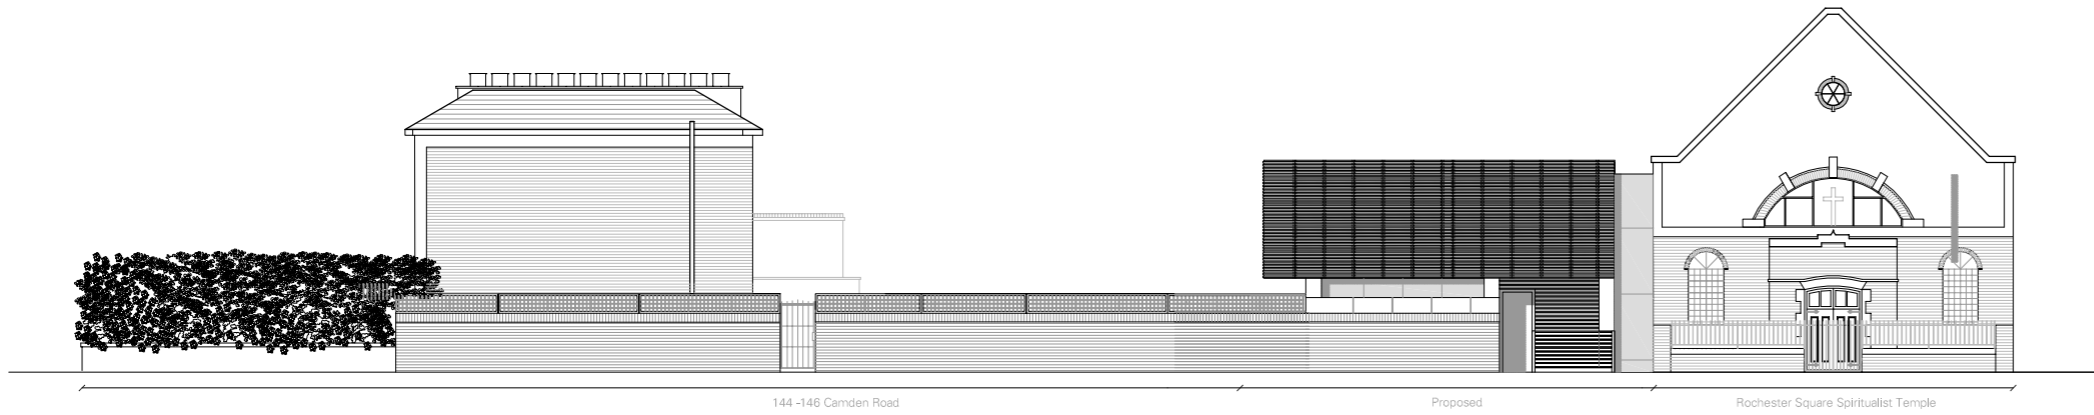 144 -146 Camden Road
Proposed
Rochester Square Spiritualist Temple